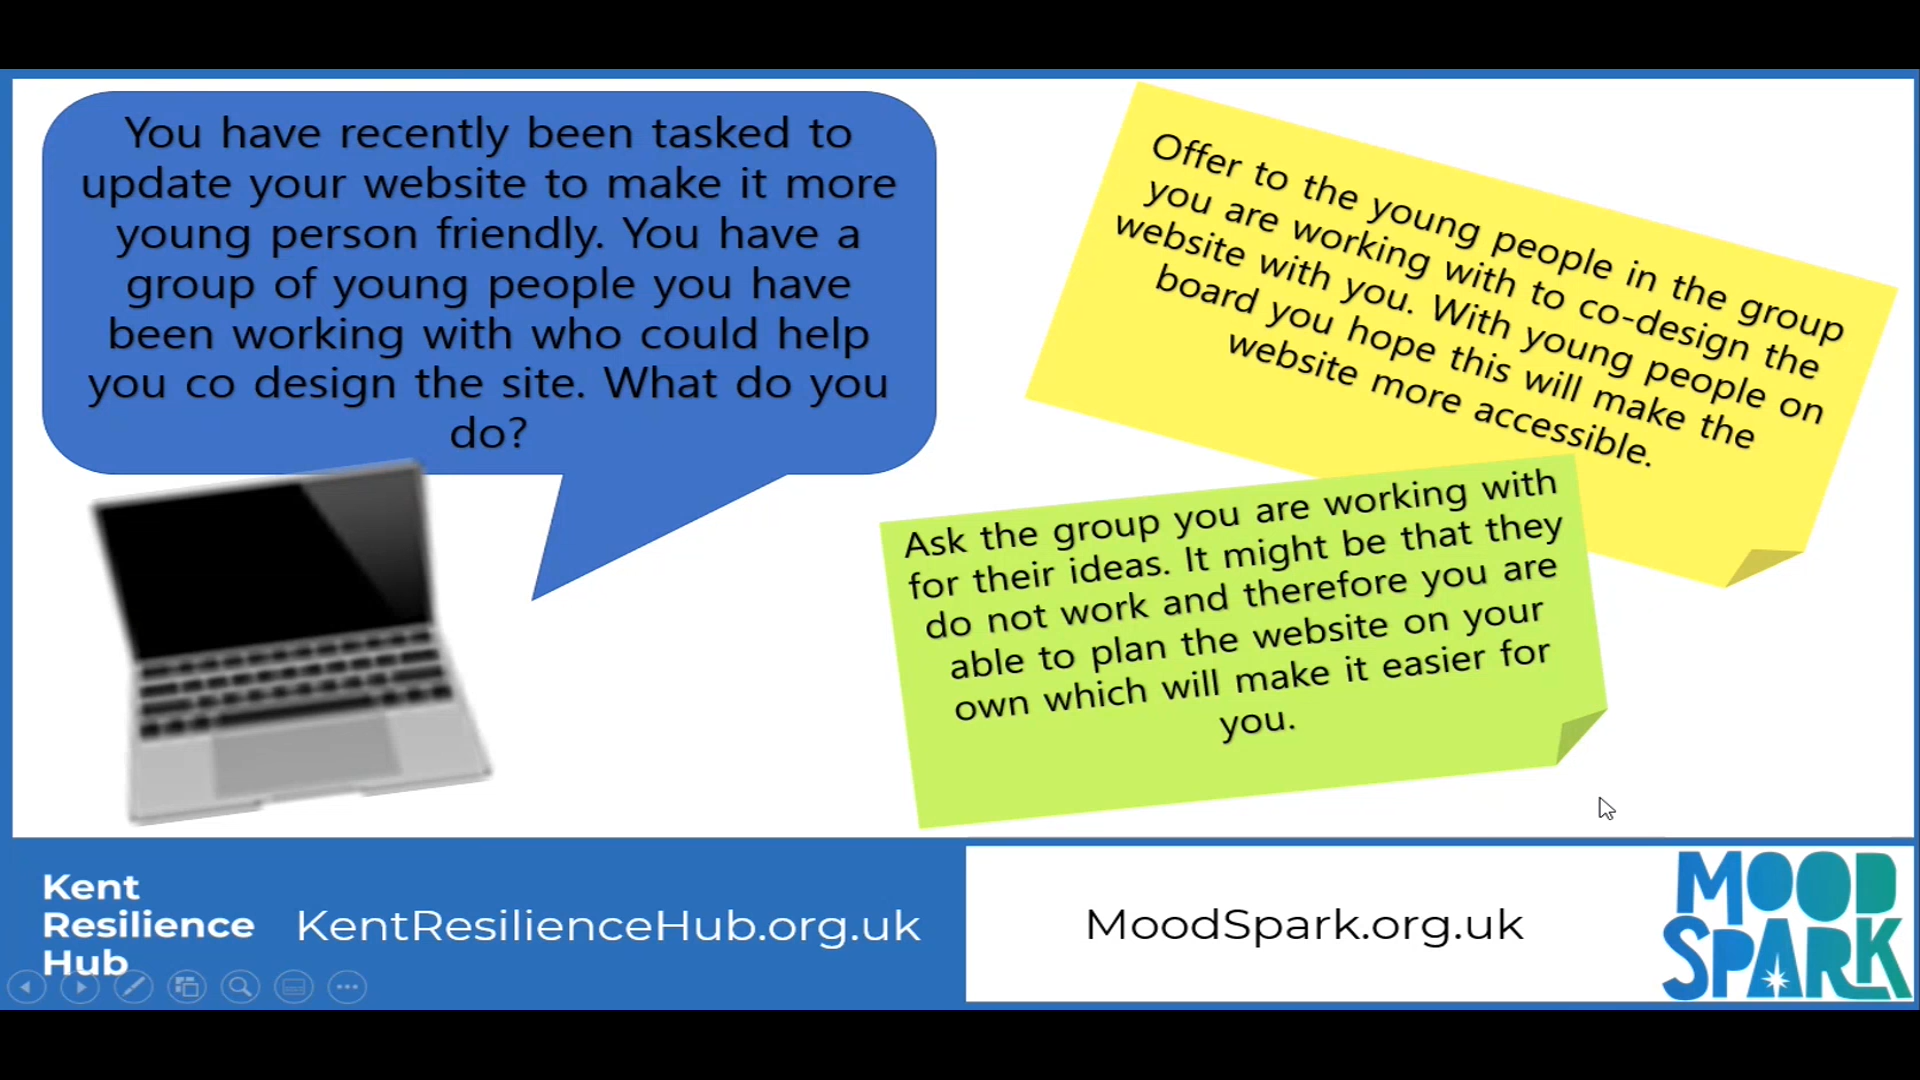 You have recently been tasked to
update your website to make it more
young person friendly. You have a
group of young people you have
been working with who could help
you co design the site. What do you
do?
Offer to the young people in the group
you are working with to co-design the
website with you. With young people on
board you hope this will make the
website more accessible.
Ask the group you are working with
for their ideas. It might be that they
do not work and therefore you are
able to plan the website on your
own which will make it easier for
you.
Kent
Resilience
Hub
KentResilienceHub.org.uk
MoodSpark.org.uk
MOOD
SPARK